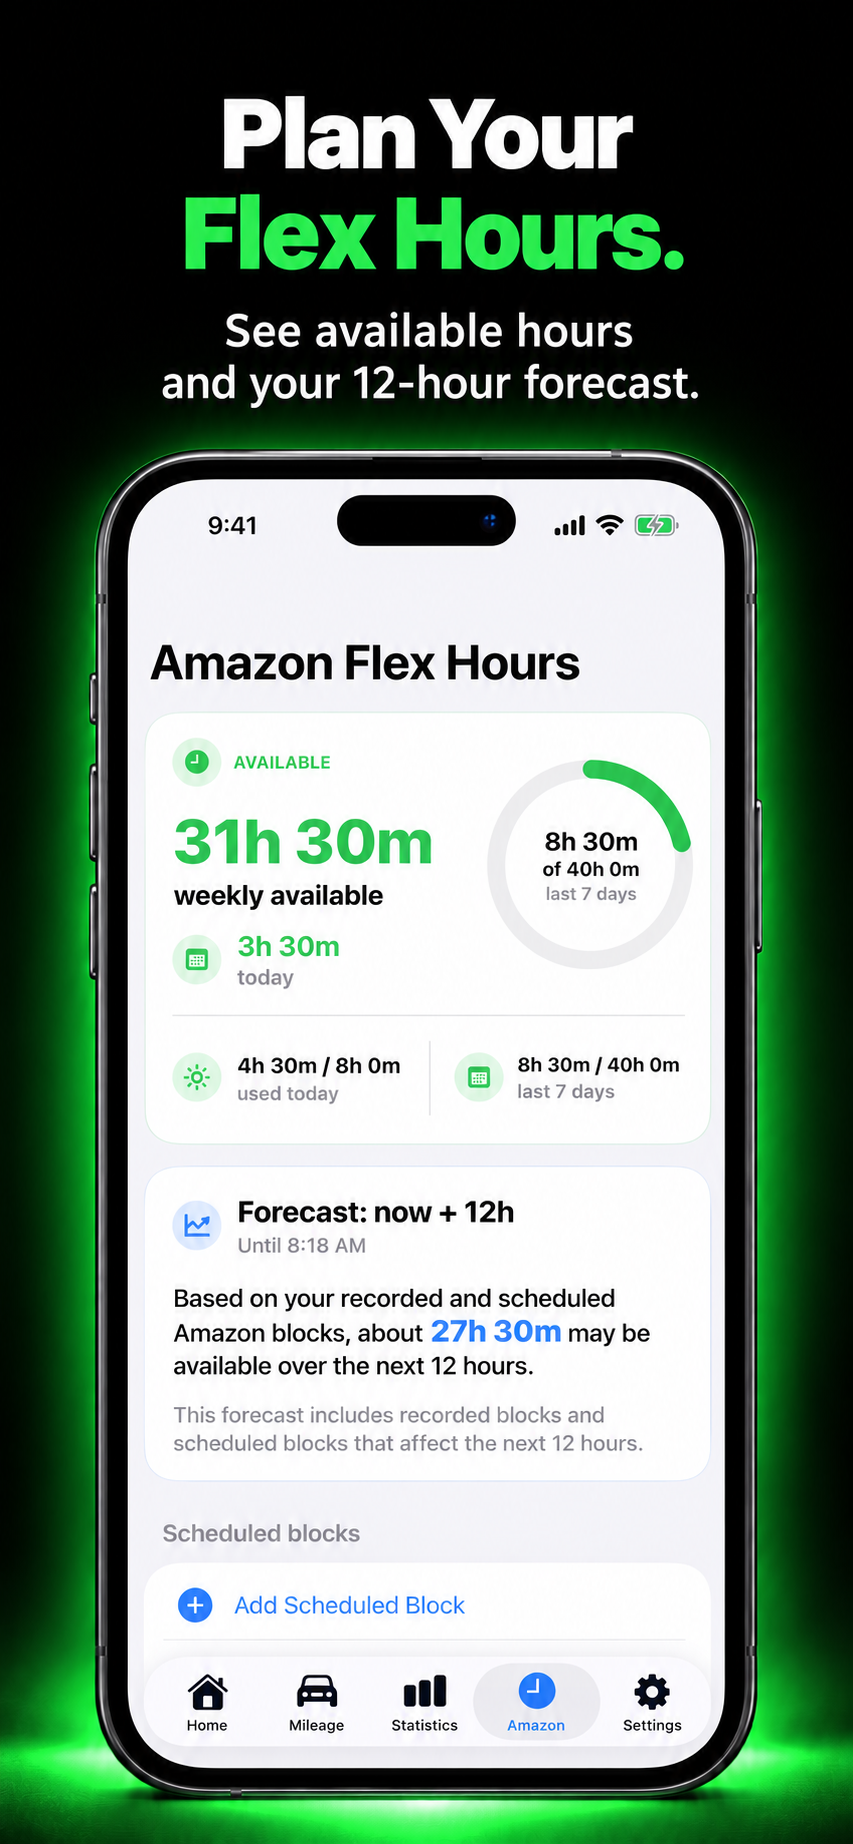 Plan Your
Flex Hours.
See available hours
and your 12-hour forecast.
9:41
Amazon Flex Hours
AVAILABLE
31h 30m
weekly available
3h 30m
today
8h 30m
of 40h 0m
last 7 days
4h 30m / 8h 0m
used today
8h 30m / 40h 0m
last 7 days
Forecast: now + 12h
Until 8:18 AM
Based on your recorded and scheduled
Amazon blocks, about 27h 30m may be
available over the next 12 hours.
This forecast includes recorded blocks and
scheduled blocks that affect the next 12 hours.
Scheduled blocks
Add Scheduled Block
Home
Mileage
Statistics
Amazon
Settings